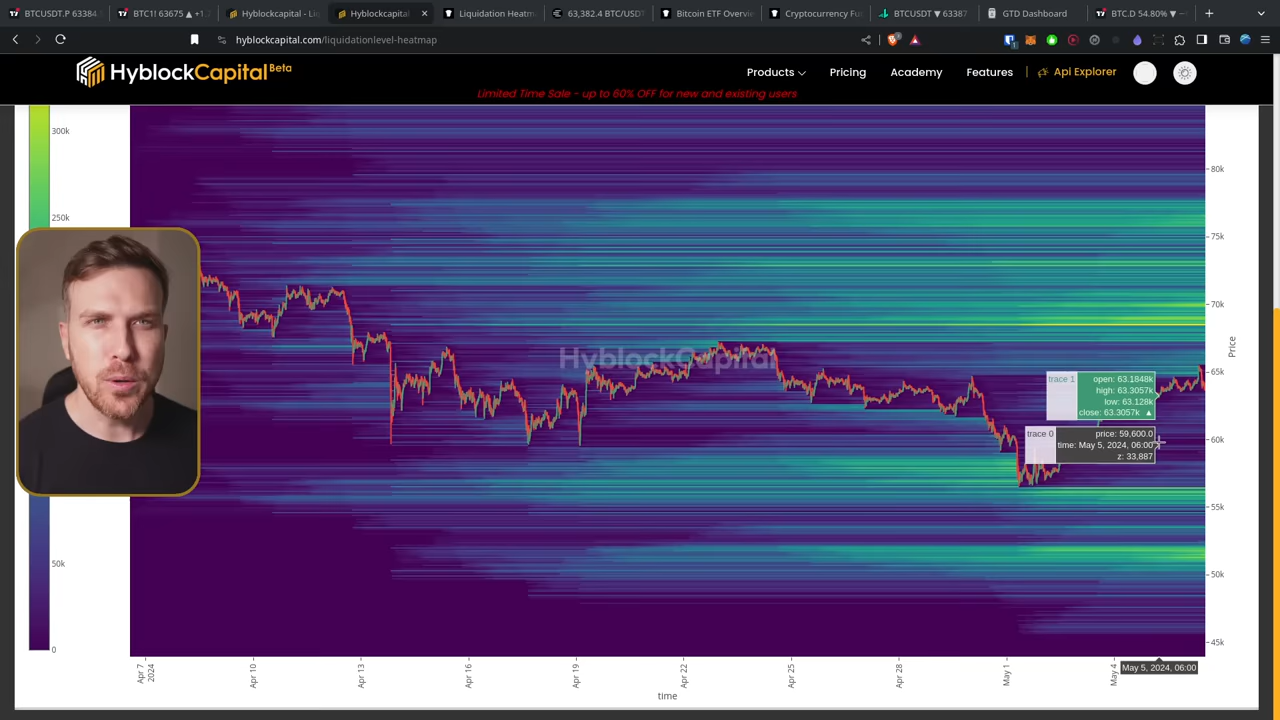 BTCUSDT.P 63384
BTC1! 63675 ▲ +1.
Hyblockcapital - Li
Hyblockcapital
Liquidation Heatm
63,382.4 BTC/USDT
Bitcoin ETF Overvie
Cryptocurrency Fu
BTCUSDT ▼ 63387
GTD Dashboard
BTC.D 54.80% ▼ −
hyblockcapital.com/liquidationlevel-heatmap
HyblockCapital Beta
Products
Pricing
Academy
Features
Api Explorer
Limited Time Sale - up to 60% OFF for new and existing users
300k
250k
50k
0
80k
75k
70k
65k
60k
55k
50k
45k
Price
HyblockCapital
trace 1
open: 63.1848k
high: 63.3057k
low: 63.128k
close: 63.3057k ▲
trace 0
price: 59,600.0
time: May 5, 2024, 06:00
z: 33,887
Apr 7
2024
Apr 10
Apr 13
Apr 16
Apr 19
Apr 22
Apr 25
Apr 28
May 1
May 4
May 5, 2024, 06:00
time